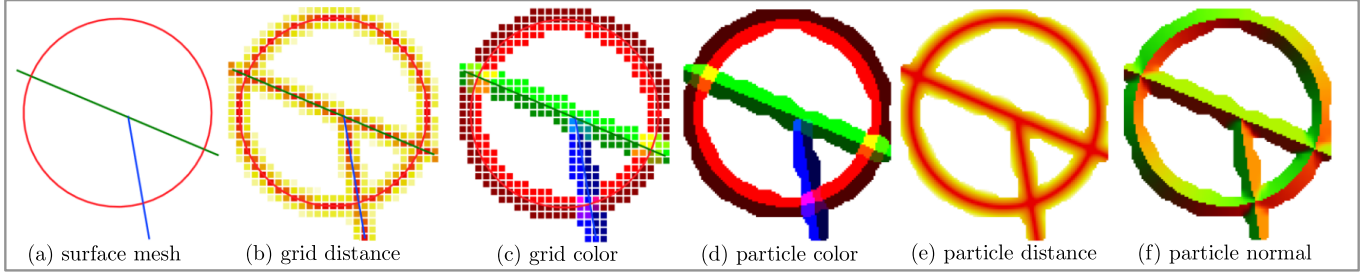 (a) surface mesh (b) grid distance (c) grid color (d) particle color (e) particle distance (f) particle normal